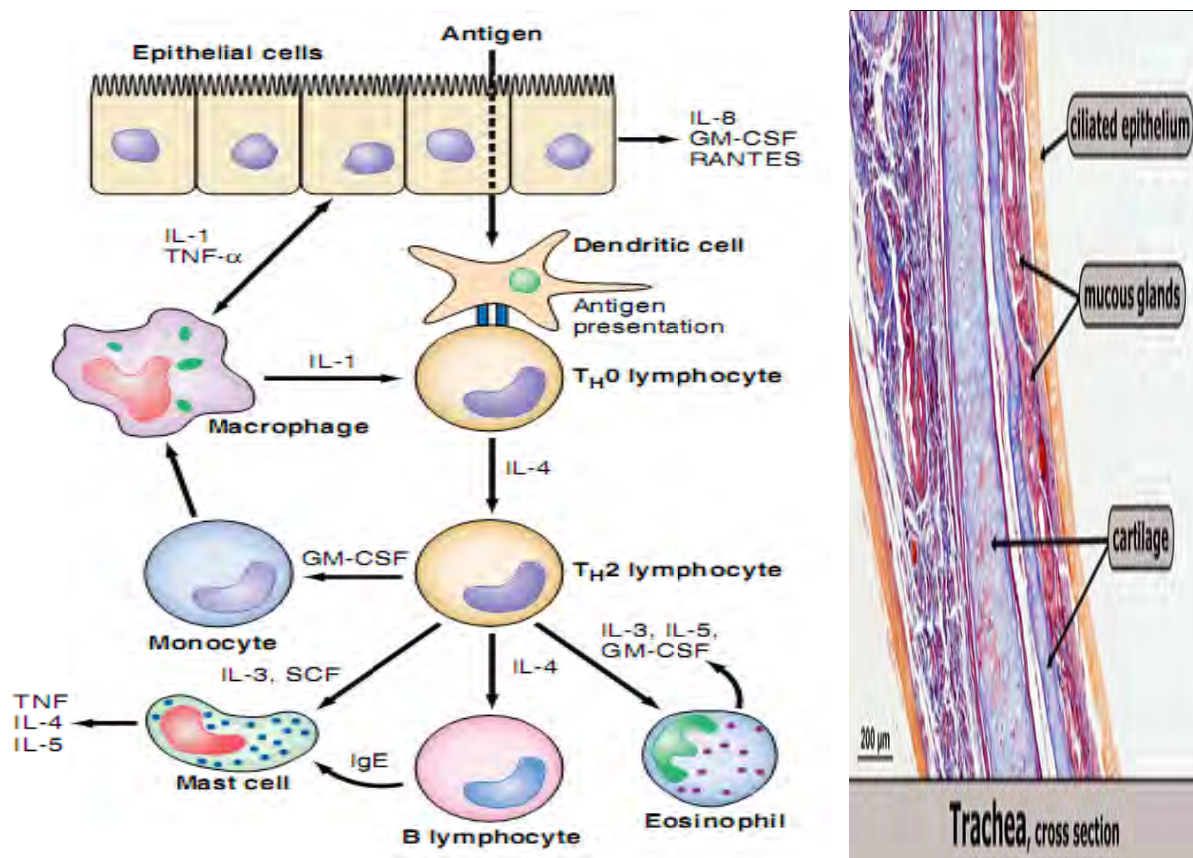 Antigen
Epithelial cells
IL-8
GM-CSF
RANTES
IL-1
TNF-α
Dendritic cell
Antigen
presentation
IL-1
TH0 lymphocyte
Macrophage
IL-4
GM-CSF
TH2 lymphocyte
Monocyte
IL-3, IL-5,
GM-CSF
IL-3, SCF
IL-4
TNF
IL-4
IL-5
IgE
Mast cell
B lymphocyte
Eosinophil
ciliated epithelium
mucous glands
cartilage
200 µm
Trachea, cross section